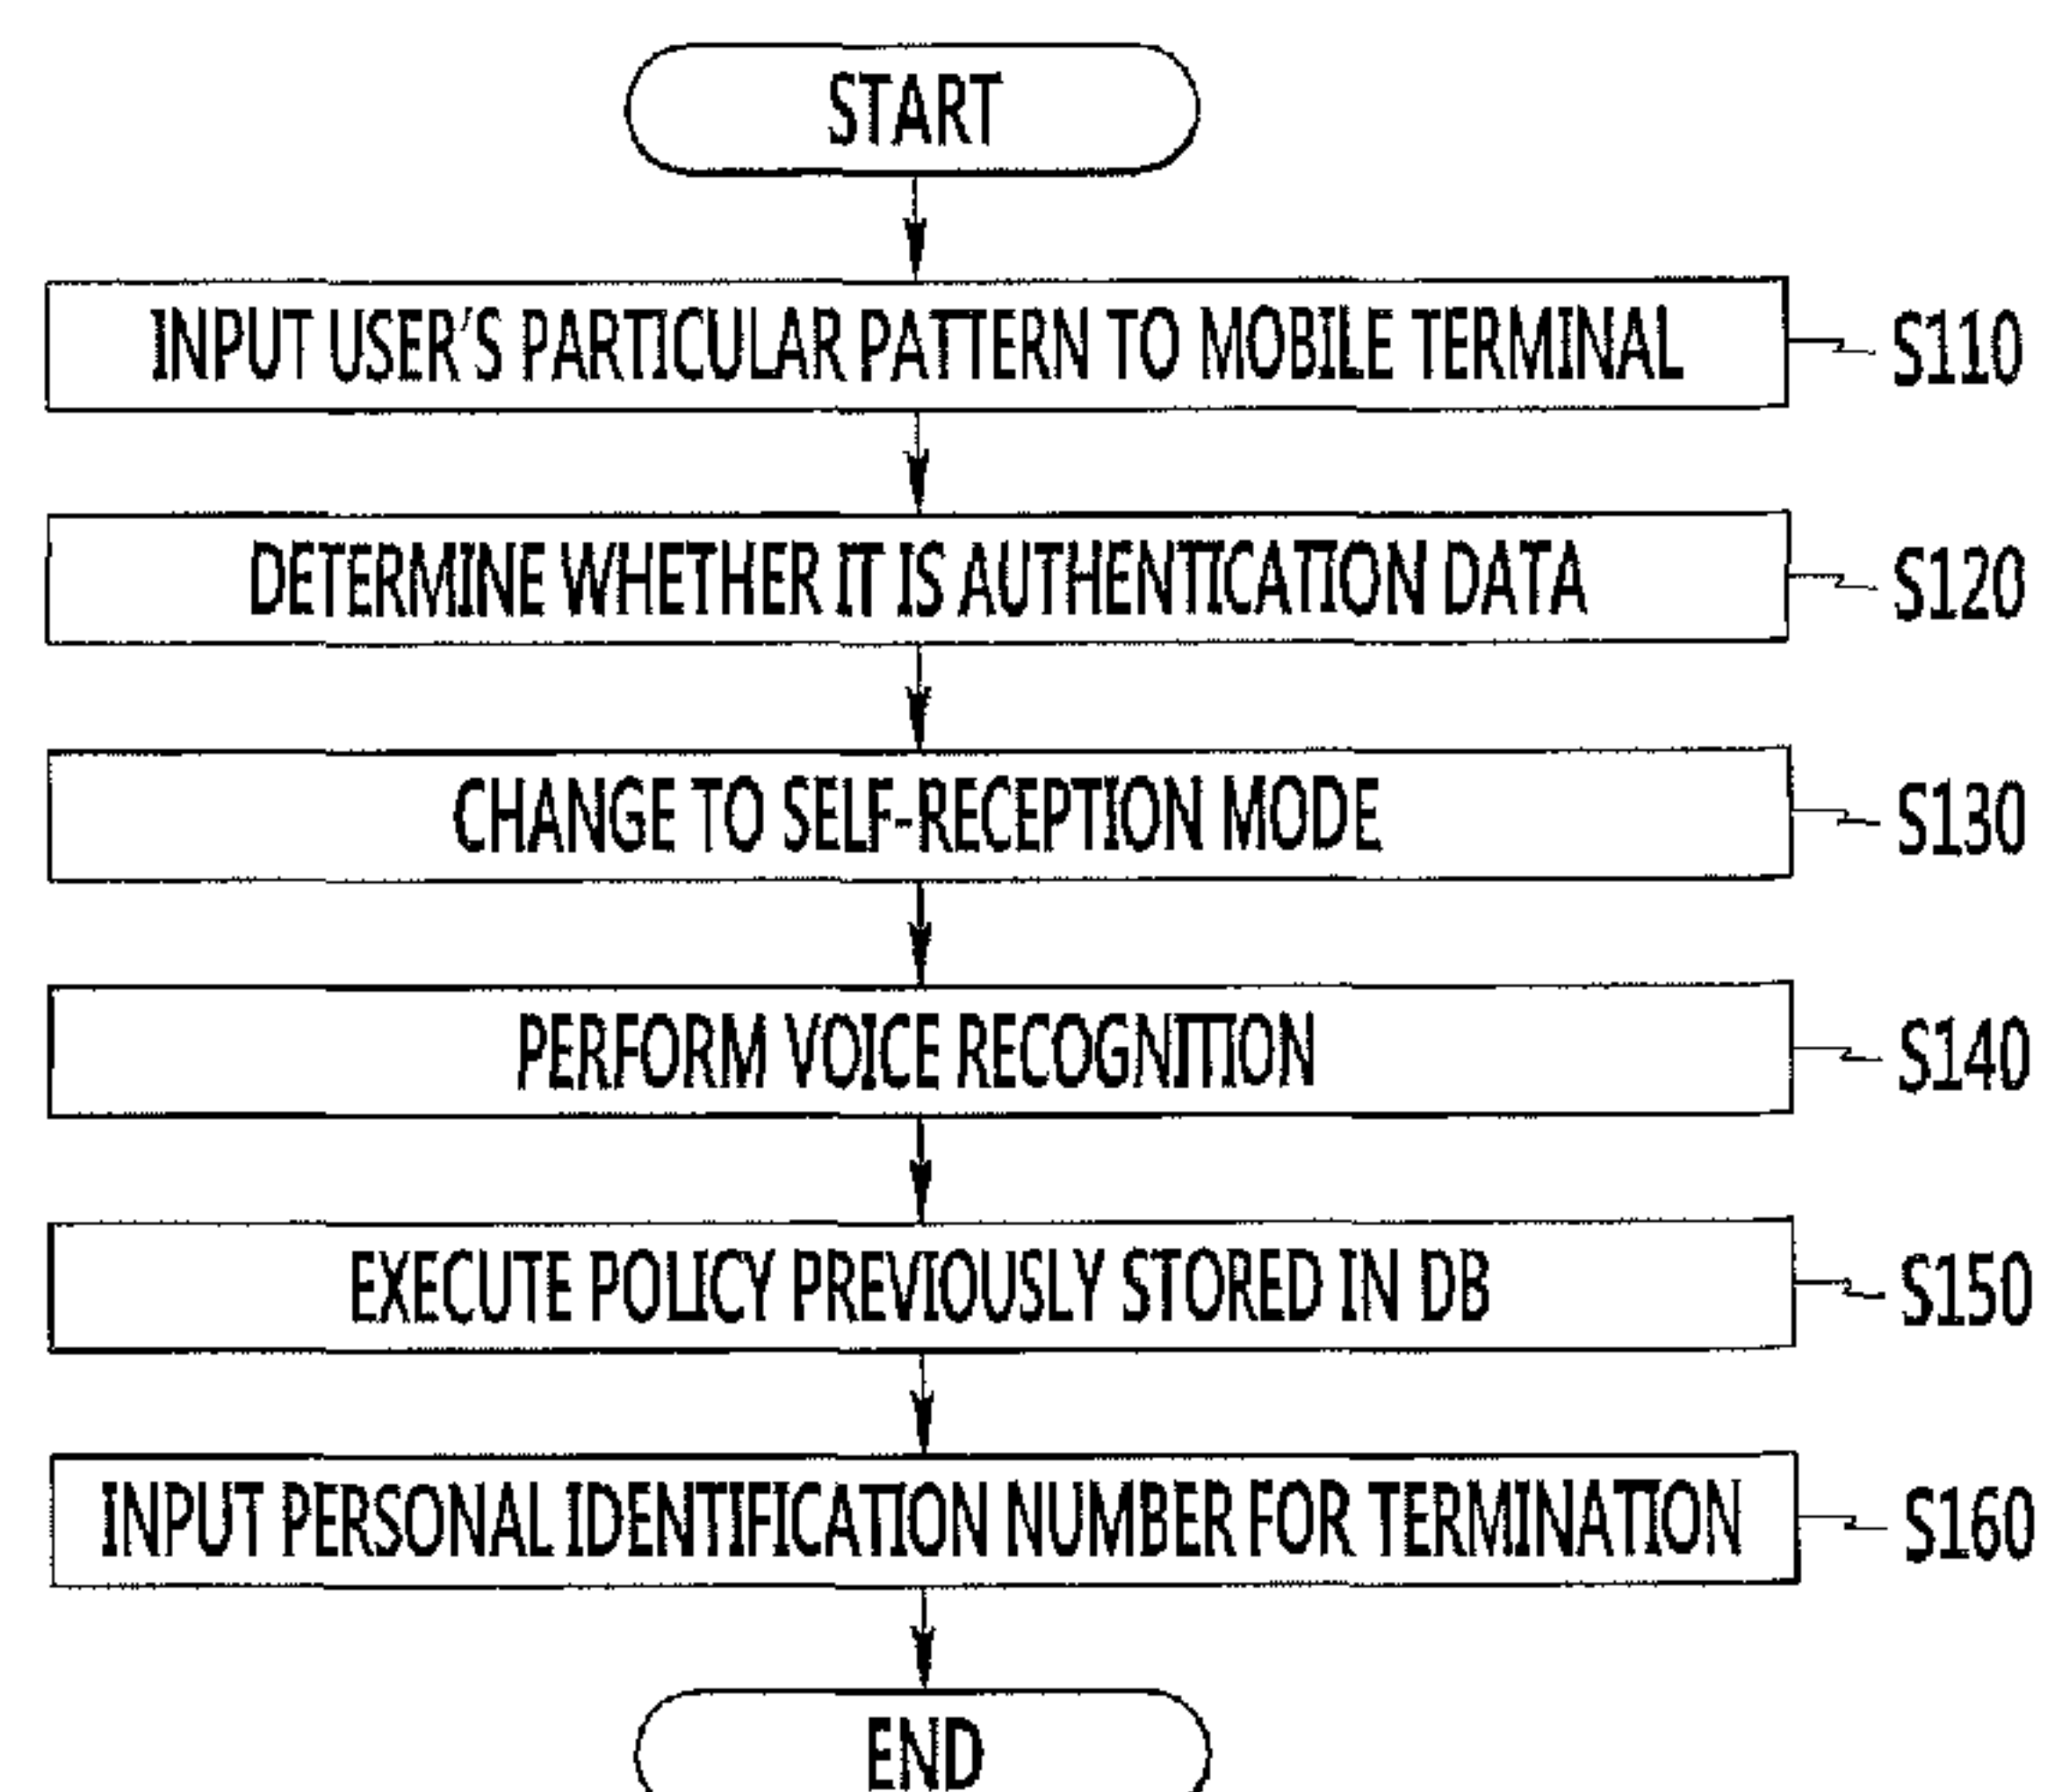 START
INPUT USER'S PARTICULAR PATTERN TO MOBILE TERMINAL S110
DETERMINE WHETHER IT IS AUTHENTICATION DATA S120
CHANGE TO SELF-RECEPTION MODE S130
PERFORM VOICE RECOGNITION S140
EXECUTE POLICY PREVIOUSLY STORED IN DB S150
INPUT PERSONAL IDENTIFICATION NUMBER FOR TERMINATION S160
END